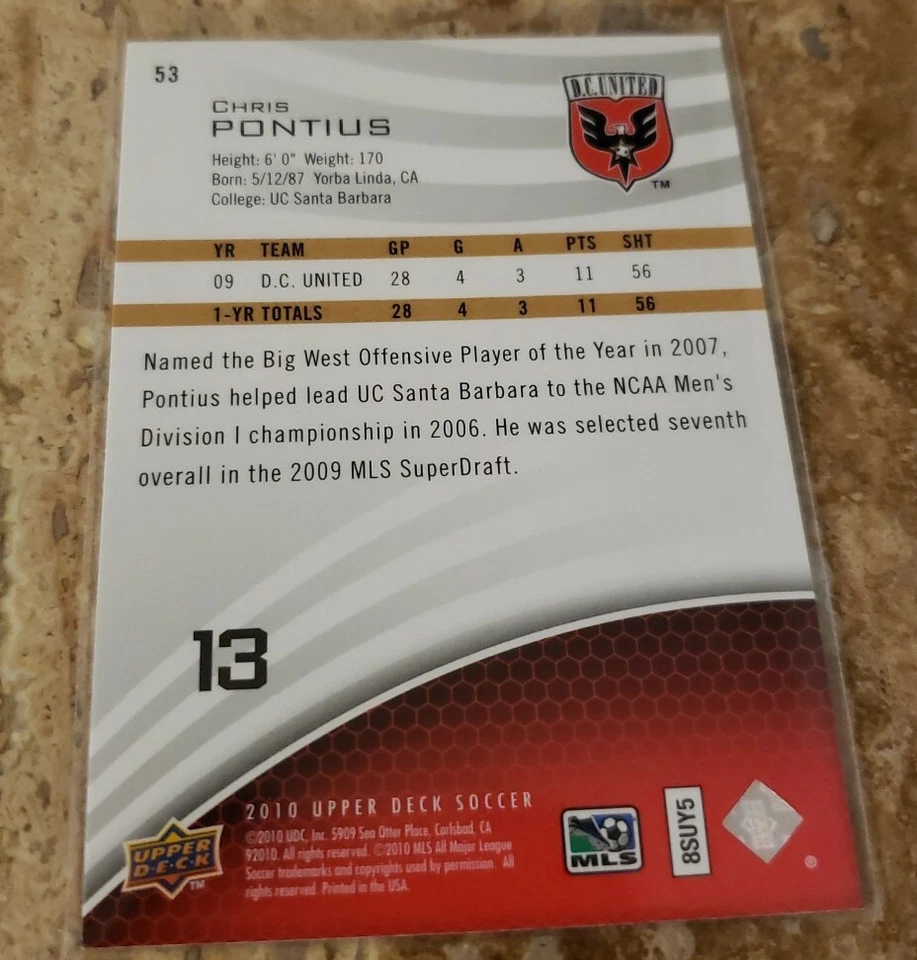 53
CHRIS
PONTIUS
Height: 6' 0" Weight: 170
Born: 5/12/87 Yorba Linda, CA
College: UC Santa Barbara
D.C. UNITED
TM
YR TEAM GP G A PTS SHT
09 D.C. UNITED 28 4 3 11 56
1-YR TOTALS 28 4 3 11 56
Named the Big West Offensive Player of the Year in 2007,
Pontius helped lead UC Santa Barbara to the NCAA Men's
Division I championship in 2006. He was selected seventh
overall in the 2009 MLS SuperDraft.
13
2010 UPPER DECK SOCCER
©2010 UDC, Inc. 5909 Sea Otter Place, Carlsbad, CA
92010. All rights reserved. ©2010 MLS All Major League
Soccer trademarks and copyrights used by permission. All
rights reserved. Printed in the USA.
UPPER
DECK
TM
MLS
8SUY5
®